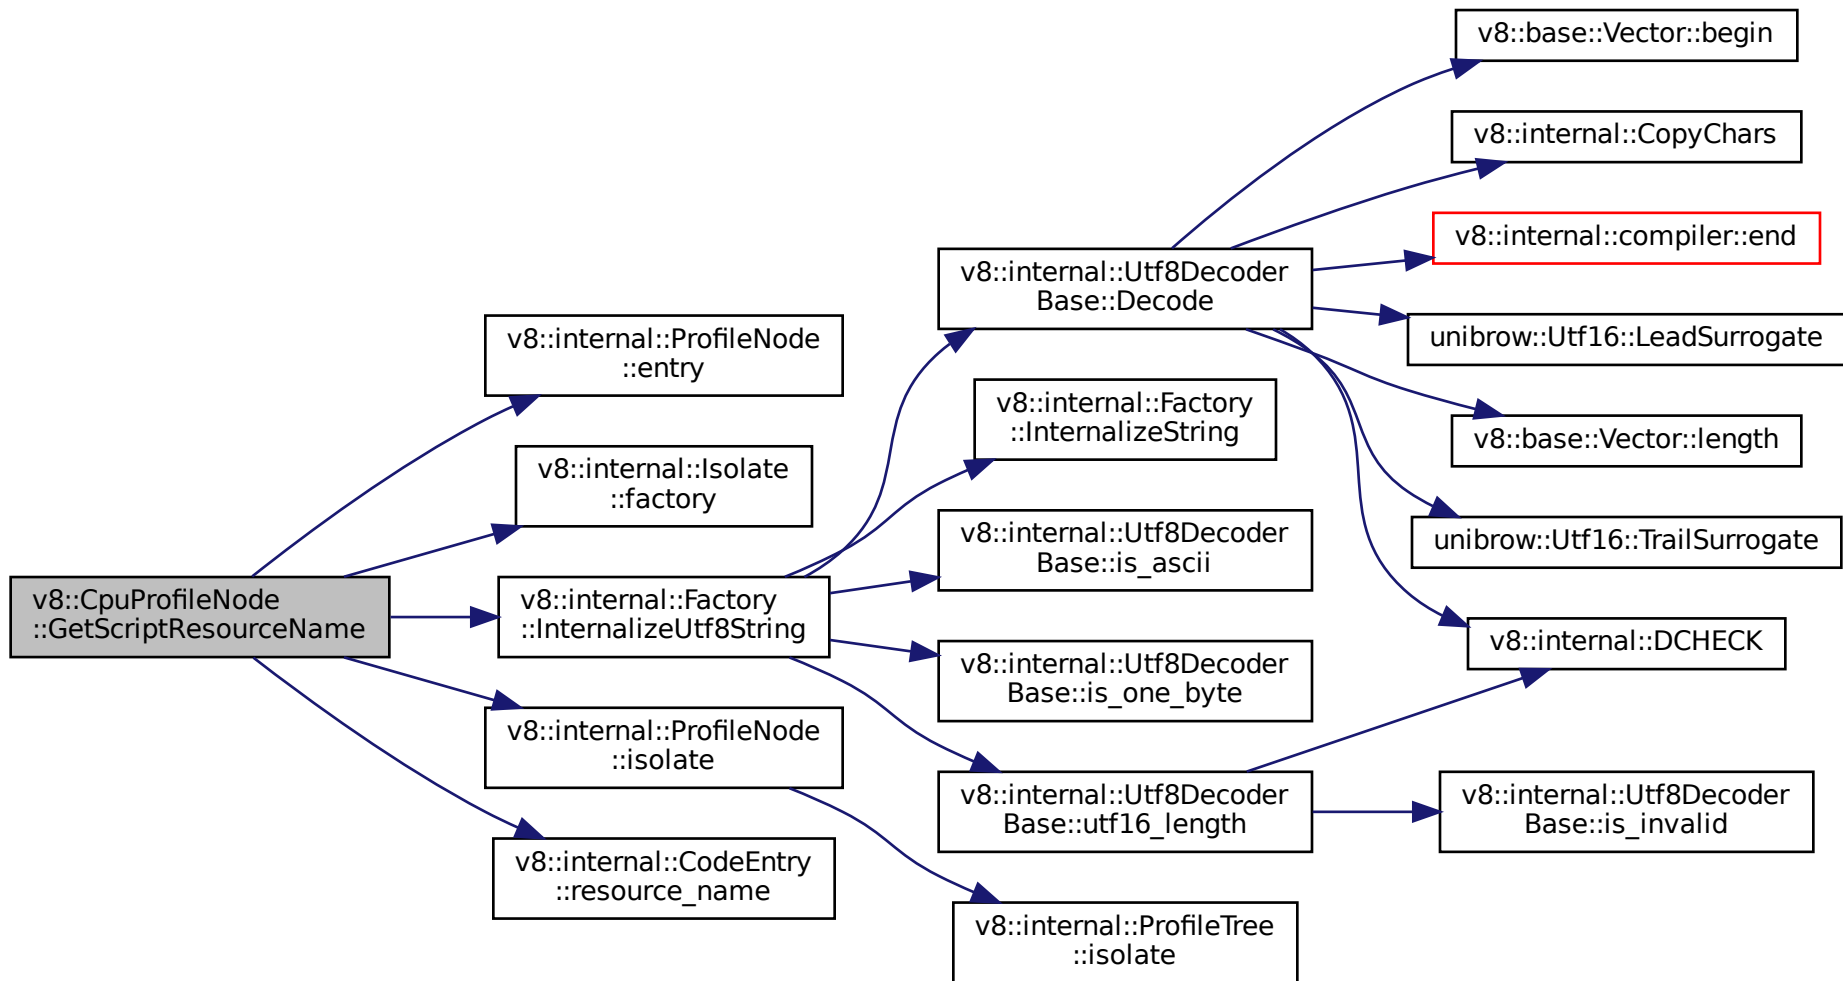 v8::CpuProfileNode
::GetScriptResourceName
v8::internal::ProfileNode
::entry
v8::internal::Isolate
::factory
v8::internal::Factory
::InternalizeUtf8String
v8::internal::ProfileNode
::isolate
v8::internal::CodeEntry
::resource_name
v8::internal::Utf8Decoder
Base::Decode
v8::internal::Factory
::InternalizeString
v8::internal::Utf8Decoder
Base::is_ascii
v8::internal::Utf8Decoder
Base::is_one_byte
v8::internal::Utf8Decoder
Base::utf16_length
v8::internal::ProfileTree
::isolate
v8::base::Vector::begin
v8::internal::CopyChars
v8::internal::compiler::end
unibrow::Utf16::LeadSurrogate
v8::base::Vector::length
unibrow::Utf16::TrailSurrogate
v8::internal::DCHECK
v8::internal::Utf8Decoder
Base::is_invalid